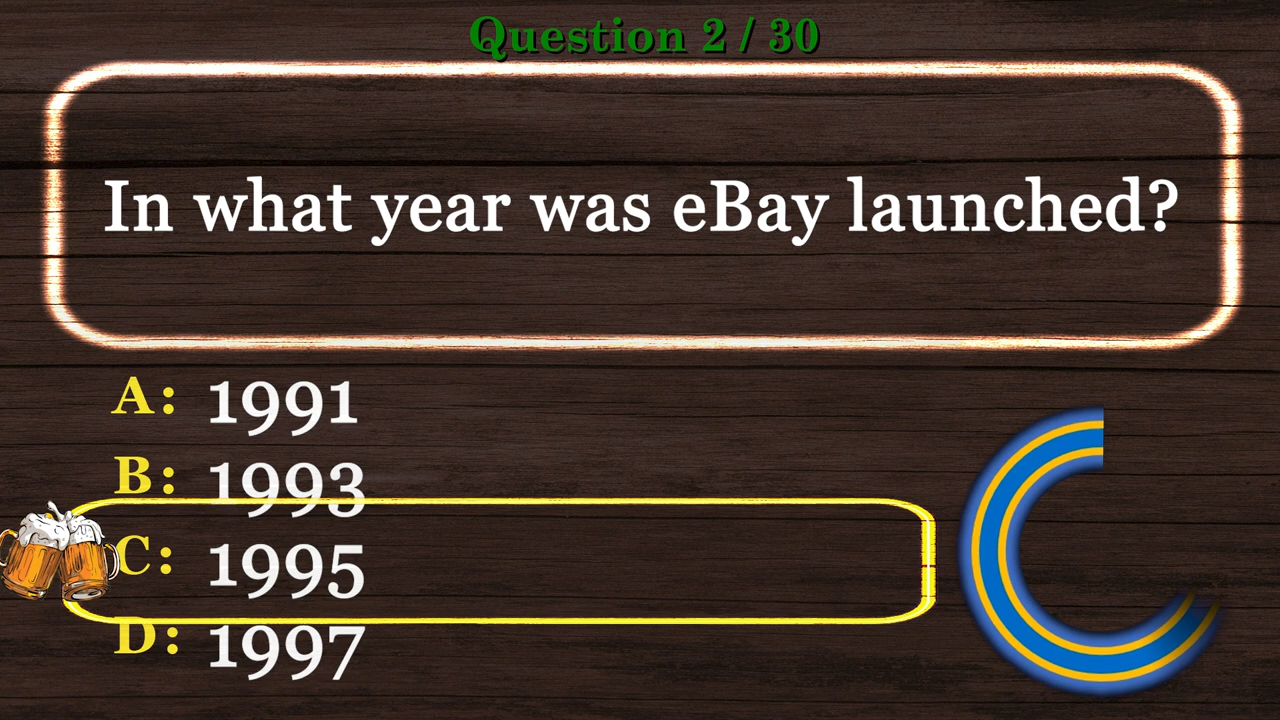 Question 2 / 30
In what year was eBay launched?
A: 1991
B: 1993
C: 1995
D: 1997